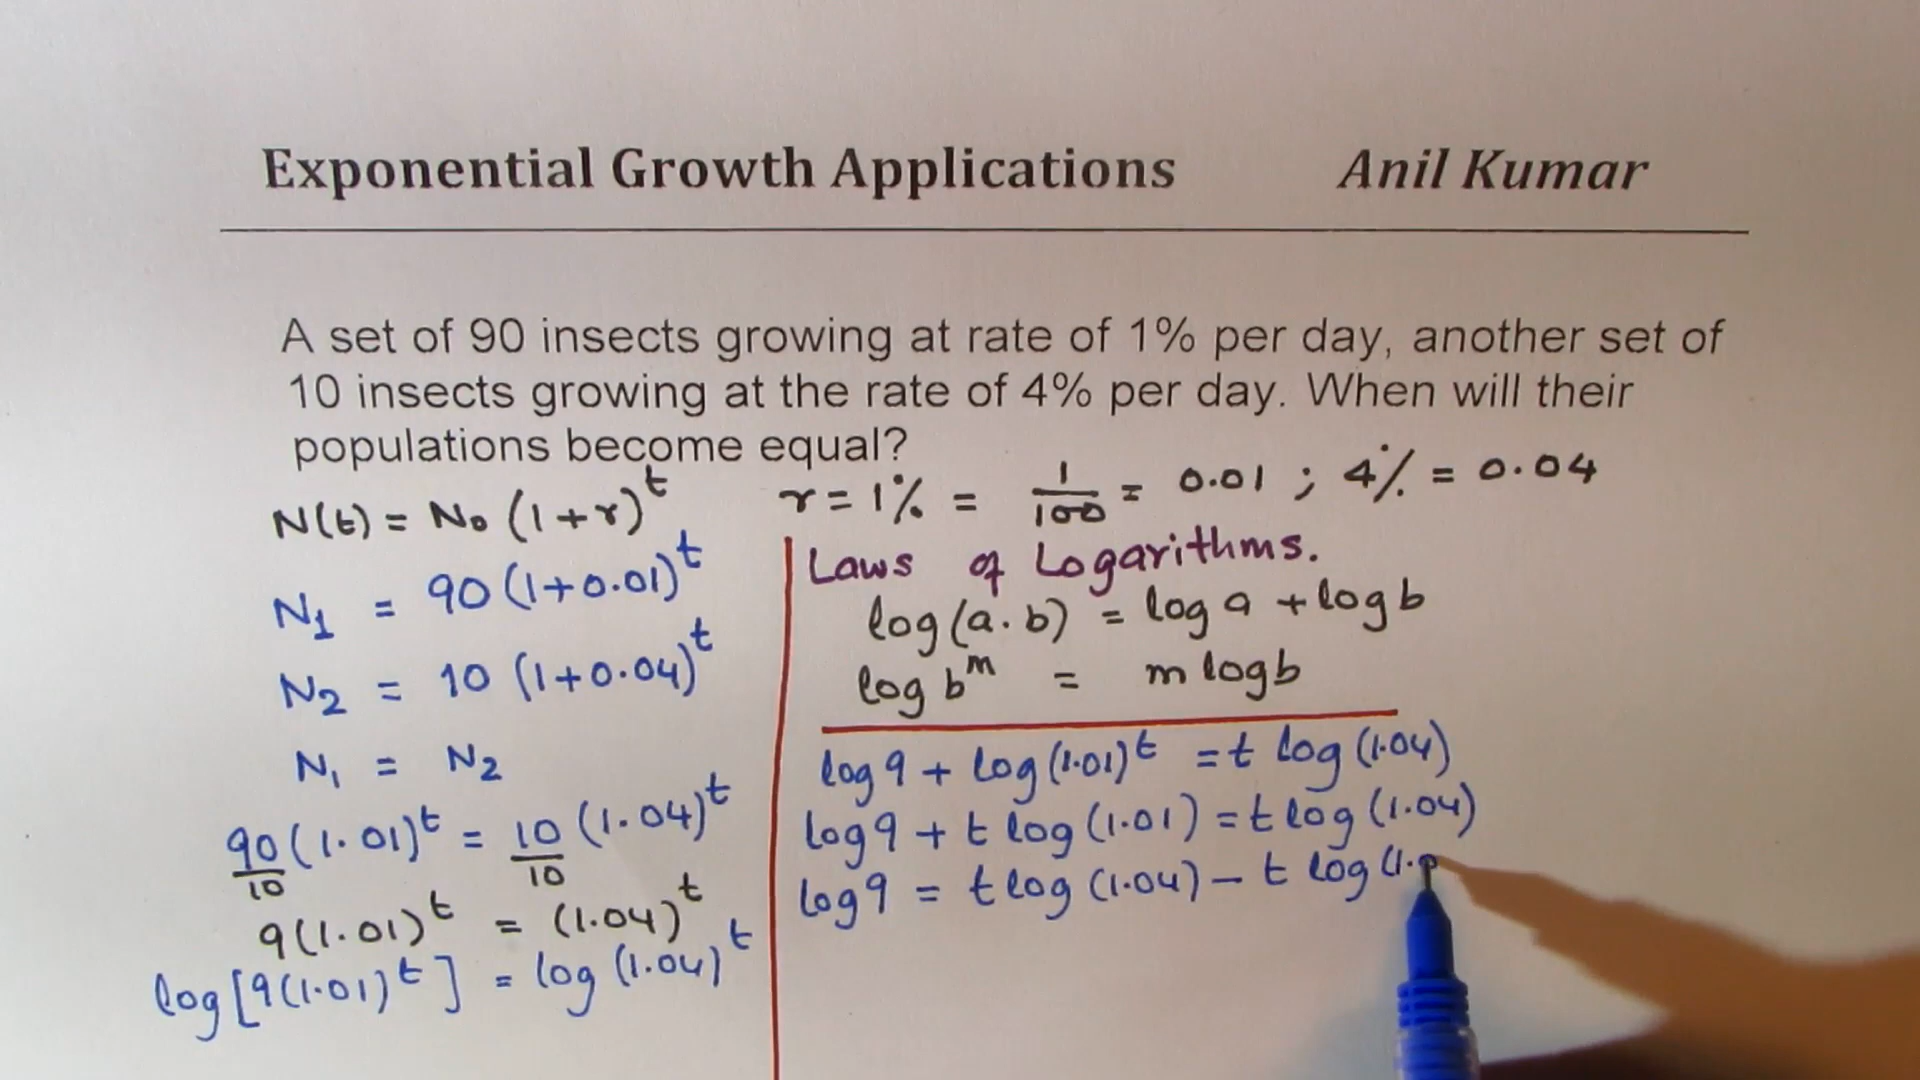 Exponential Growth Applications Anil Kumar
A set of 90 insects growing at rate of 1% per day, another set of
10 insects growing at the rate of 4% per day. When will their
populations become equal?
N(t) = N₀ (1+r)^t
r = 1% = 1/100 = 0.01 ; 4% = 0.04
N₁ = 90 (1+0.01)^t
N₂ = 10 (1+0.04)^t
N₁ = N₂
90/10 (1.01)^t = 10/10 (1.04)^t
9(1.01)^t = (1.04)^t
log[9(1.01)^t] = log (1.04)^t
Laws of Logarithms.
log(a.b) = log a + log b
log b^m = m log b
log 9 + log (1.01)^t = t log (1.04)
log 9 + t log (1.01) = t log (1.04)
log 9 = t log (1.04) - t log (1.